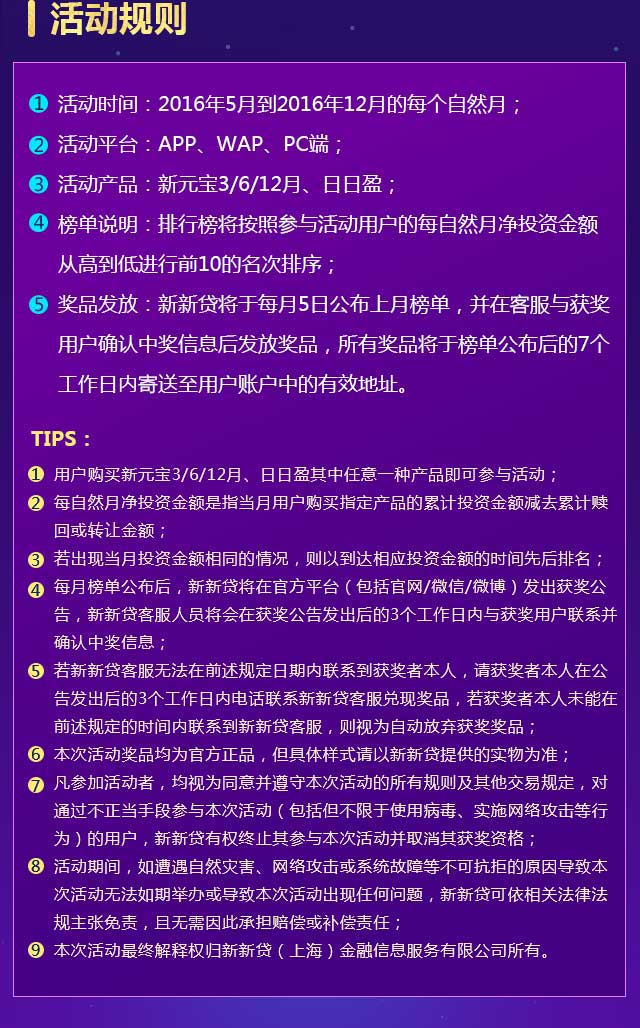 活动规则
1 活动时间：2016年5月到2016年12月的每个自然月；
2 活动平台：APP、WAP、PC端；
3 活动产品：新元宝3/6/12月、日日盈；
4 榜单说明：排行榜将按照参与活动用户的每自然月净投资金额
从高到低进行前10的名次排序；
5 奖品发放：新新贷将于每月5日公布上月榜单，并在客服与获奖
用户确认中奖信息后发放奖品，所有奖品将于榜单公布后的7个
工作日内寄送至用户账户中的有效地址。
TIPS：
1 用户购买新元宝3/6/12月、日日盈其中任意一种产品即可参与活动；
2 每自然月净投资金额是指当月用户购买指定产品的累计投资金额减去累计赎
回或转让金额；
3 若出现当月投资金额相同的情况，则以到达相应投资金额的时间先后排名；
4 每月榜单公布后，新新贷将在官方平台（包括官网/微信/微博）发出获奖公
告，新新贷客服人员将会在获奖公告发出后的3个工作日内与获奖用户联系并
确认中奖信息；
5 若新新贷客服无法在前述规定日期内联系到获奖者本人，请获奖者本人在公
告发出后的3个工作日内电话联系新新贷客服兑现奖品，若获奖者本人未能在
前述规定的时间内联系到新新贷客服，则视为自动放弃获奖奖品；
6 本次活动奖品均为官方正品，但具体样式请以新新贷提供的实物为准；
7 凡参加活动者，均视为同意并遵守本次活动的所有规则及其他交易规定，对
通过不正当手段参与本次活动（包括但不限于使用病毒、实施网络攻击等行
为）的用户，新新贷有权终止其参与本次活动并取消其获奖资格；
8 活动期间，如遭遇自然灾害、网络攻击或系统故障等不可抗拒的原因导致本
次活动无法如期举办或导致本次活动出现任何问题，新新贷可依相关法律法
规主张免责，且无需因此承担赔偿或补偿责任；
9 本次活动最终解释权归新新贷（上海）金融信息服务有限公司所有。